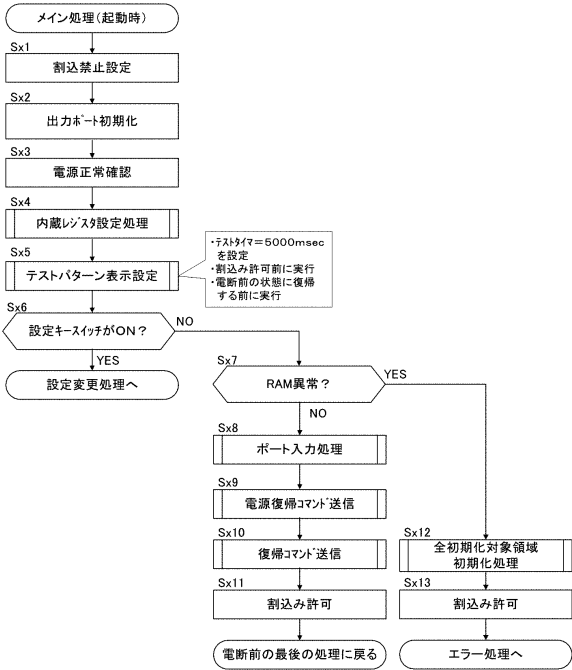 メイン処理(起動時)
Sx1
割込禁止設定
Sx2
出力ﾎﾟｰﾄ初期化
Sx3
電源正常確認
Sx4
内蔵ﾚｼﾞｽﾀ設定処理
Sx5
テストパターン表示設定
・ﾃｽﾄﾀｲﾏ＝5000msec
を設定
・割込み許可前に実行
・電断前の状態に復帰
する前に実行
Sx6
設定キースイッチがON？
NO
YES
設定変更処理へ
Sx7
RAM異常？
YES
NO
Sx8
ポート入力処理
Sx9
電源復帰ｺﾏﾝﾄﾞ送信
Sx10
復帰ｺﾏﾝﾄﾞ送信
Sx11
割込み許可
電断前の最後の処理に戻る
Sx12
全初期化対象領域
初期化処理
Sx13
割込み許可
エラー処理へ